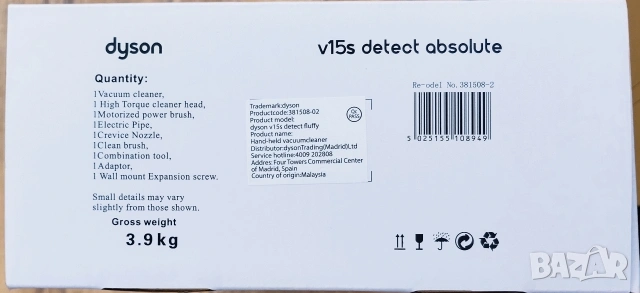 dyson
v15s detect absolute
Quantity:
1Vacuum cleaner,
1 High Torque cleaner head,
1Motorized power brush,
1Electric Pipe,
1Crevice Nozzle,
1Clean brush,
1Combination tool,
1Adaptor,
1 Wall mount Expansion screw.
Small details may vary
slightly from those shown.
Gross weight
3.9kg
Trademark:dyson
Productcode:381508-02
Product model:
dyson v15s detect fluffy
Product name:
Hand-held vacuumcleaner
Distributor:dysonTrading(Madrid)Ltd
Service hotline:4009 202808
Address:Four Towers Commercial Center
of Madrid, Spain
Country of origin:Malaysia
Qc
PASS
Re-odel No.381508-2
5 025155 108949
BAZAR